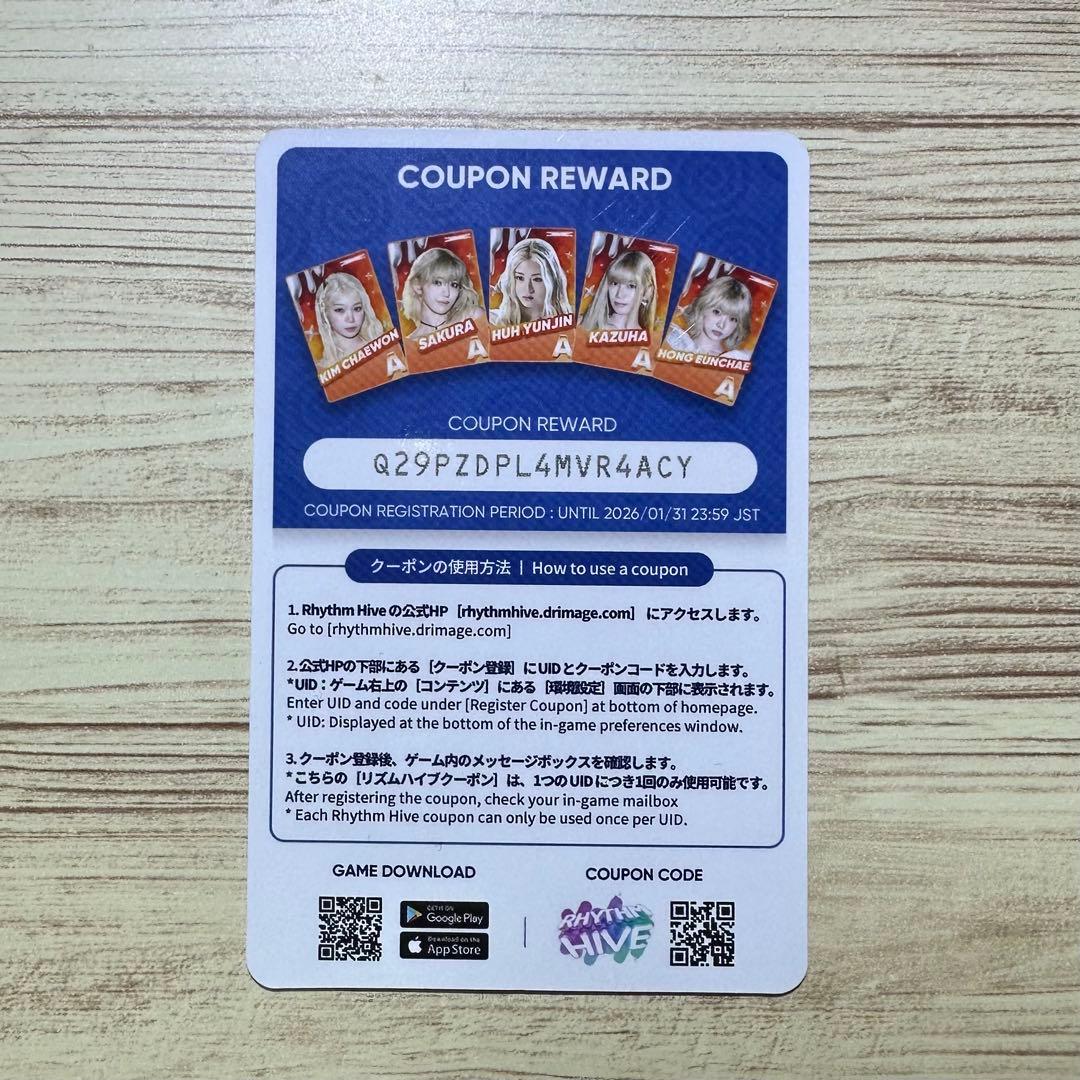 COUPON REWARD
KIM CHAEWON
A
SAKURA
A
HUH YUNJIN
A
KAZUHA
A
HONG EUNCHAE
A
COUPON REWARD
Q29PZDPL4MVR4ACY
COUPON REGISTRATION PERIOD : UNTIL 2026/01/31 23:59 JST
クーポンの使用方法 | How to use a coupon
1. Rhythm Hive の公式HP [rhythmhive.drimage.com] にアクセスします。
Go to [rhythmhive.drimage.com]
2. 公式HPの下部にある [クーポン登録] にUIDとクーポンコードを入力します。
*UID：ゲーム右上の [コンテンツ] にある [環境設定] 画面の下部に表示されます。
Enter UID and code under [Register Coupon] at bottom of homepage.
* UID: Displayed at the bottom of the in-game preferences window.
3. クーポン登録後、ゲーム内のメッセージボックスを確認します。
* こちらの [リズムハイブクーポン] は、1つのUIDにつき1回のみ使用可能です。
After registering the coupon, check your in-game mailbox
* Each Rhythm Hive coupon can only be used once per UID.
GAME DOWNLOAD
COUPON CODE
GET IT ON
Google Play
Download on the
App Store
RHYTHM
HIVE